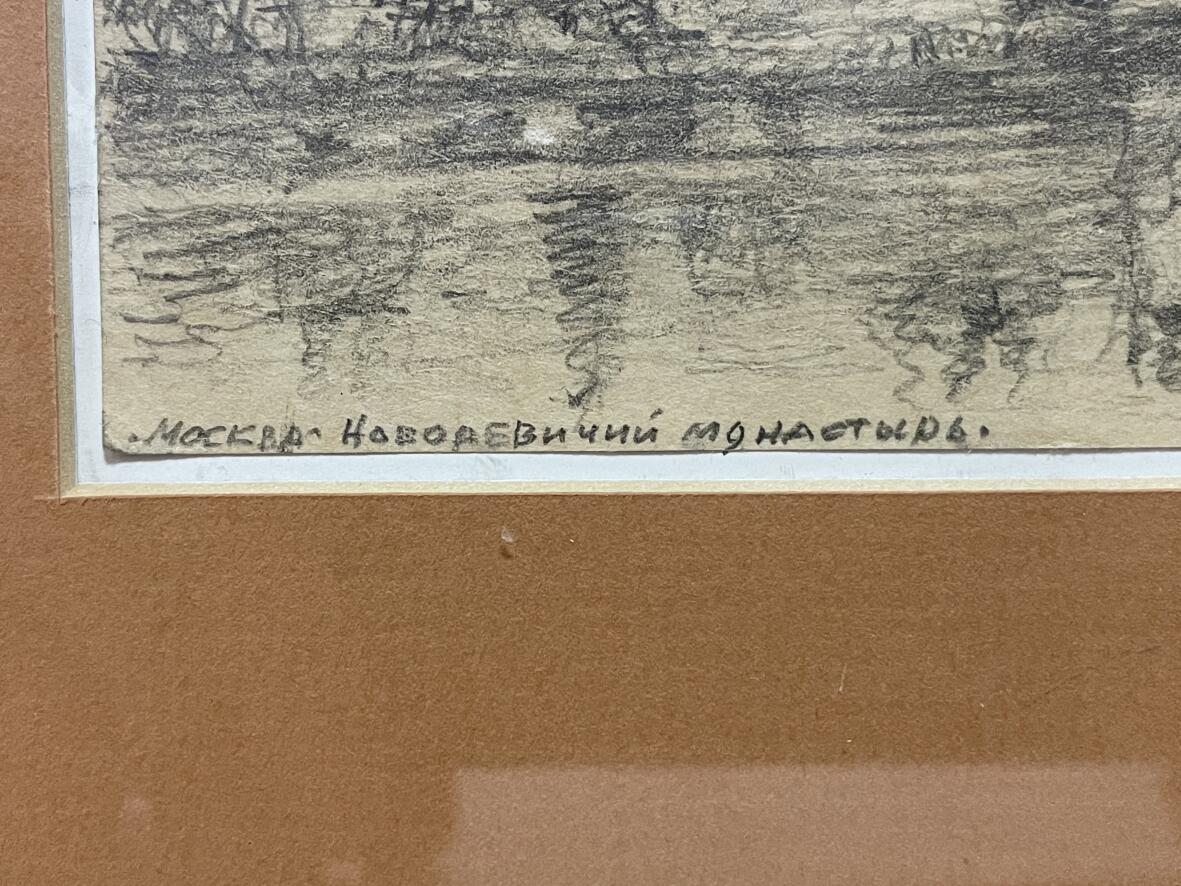 .Москва. Новодевичий монастырь.